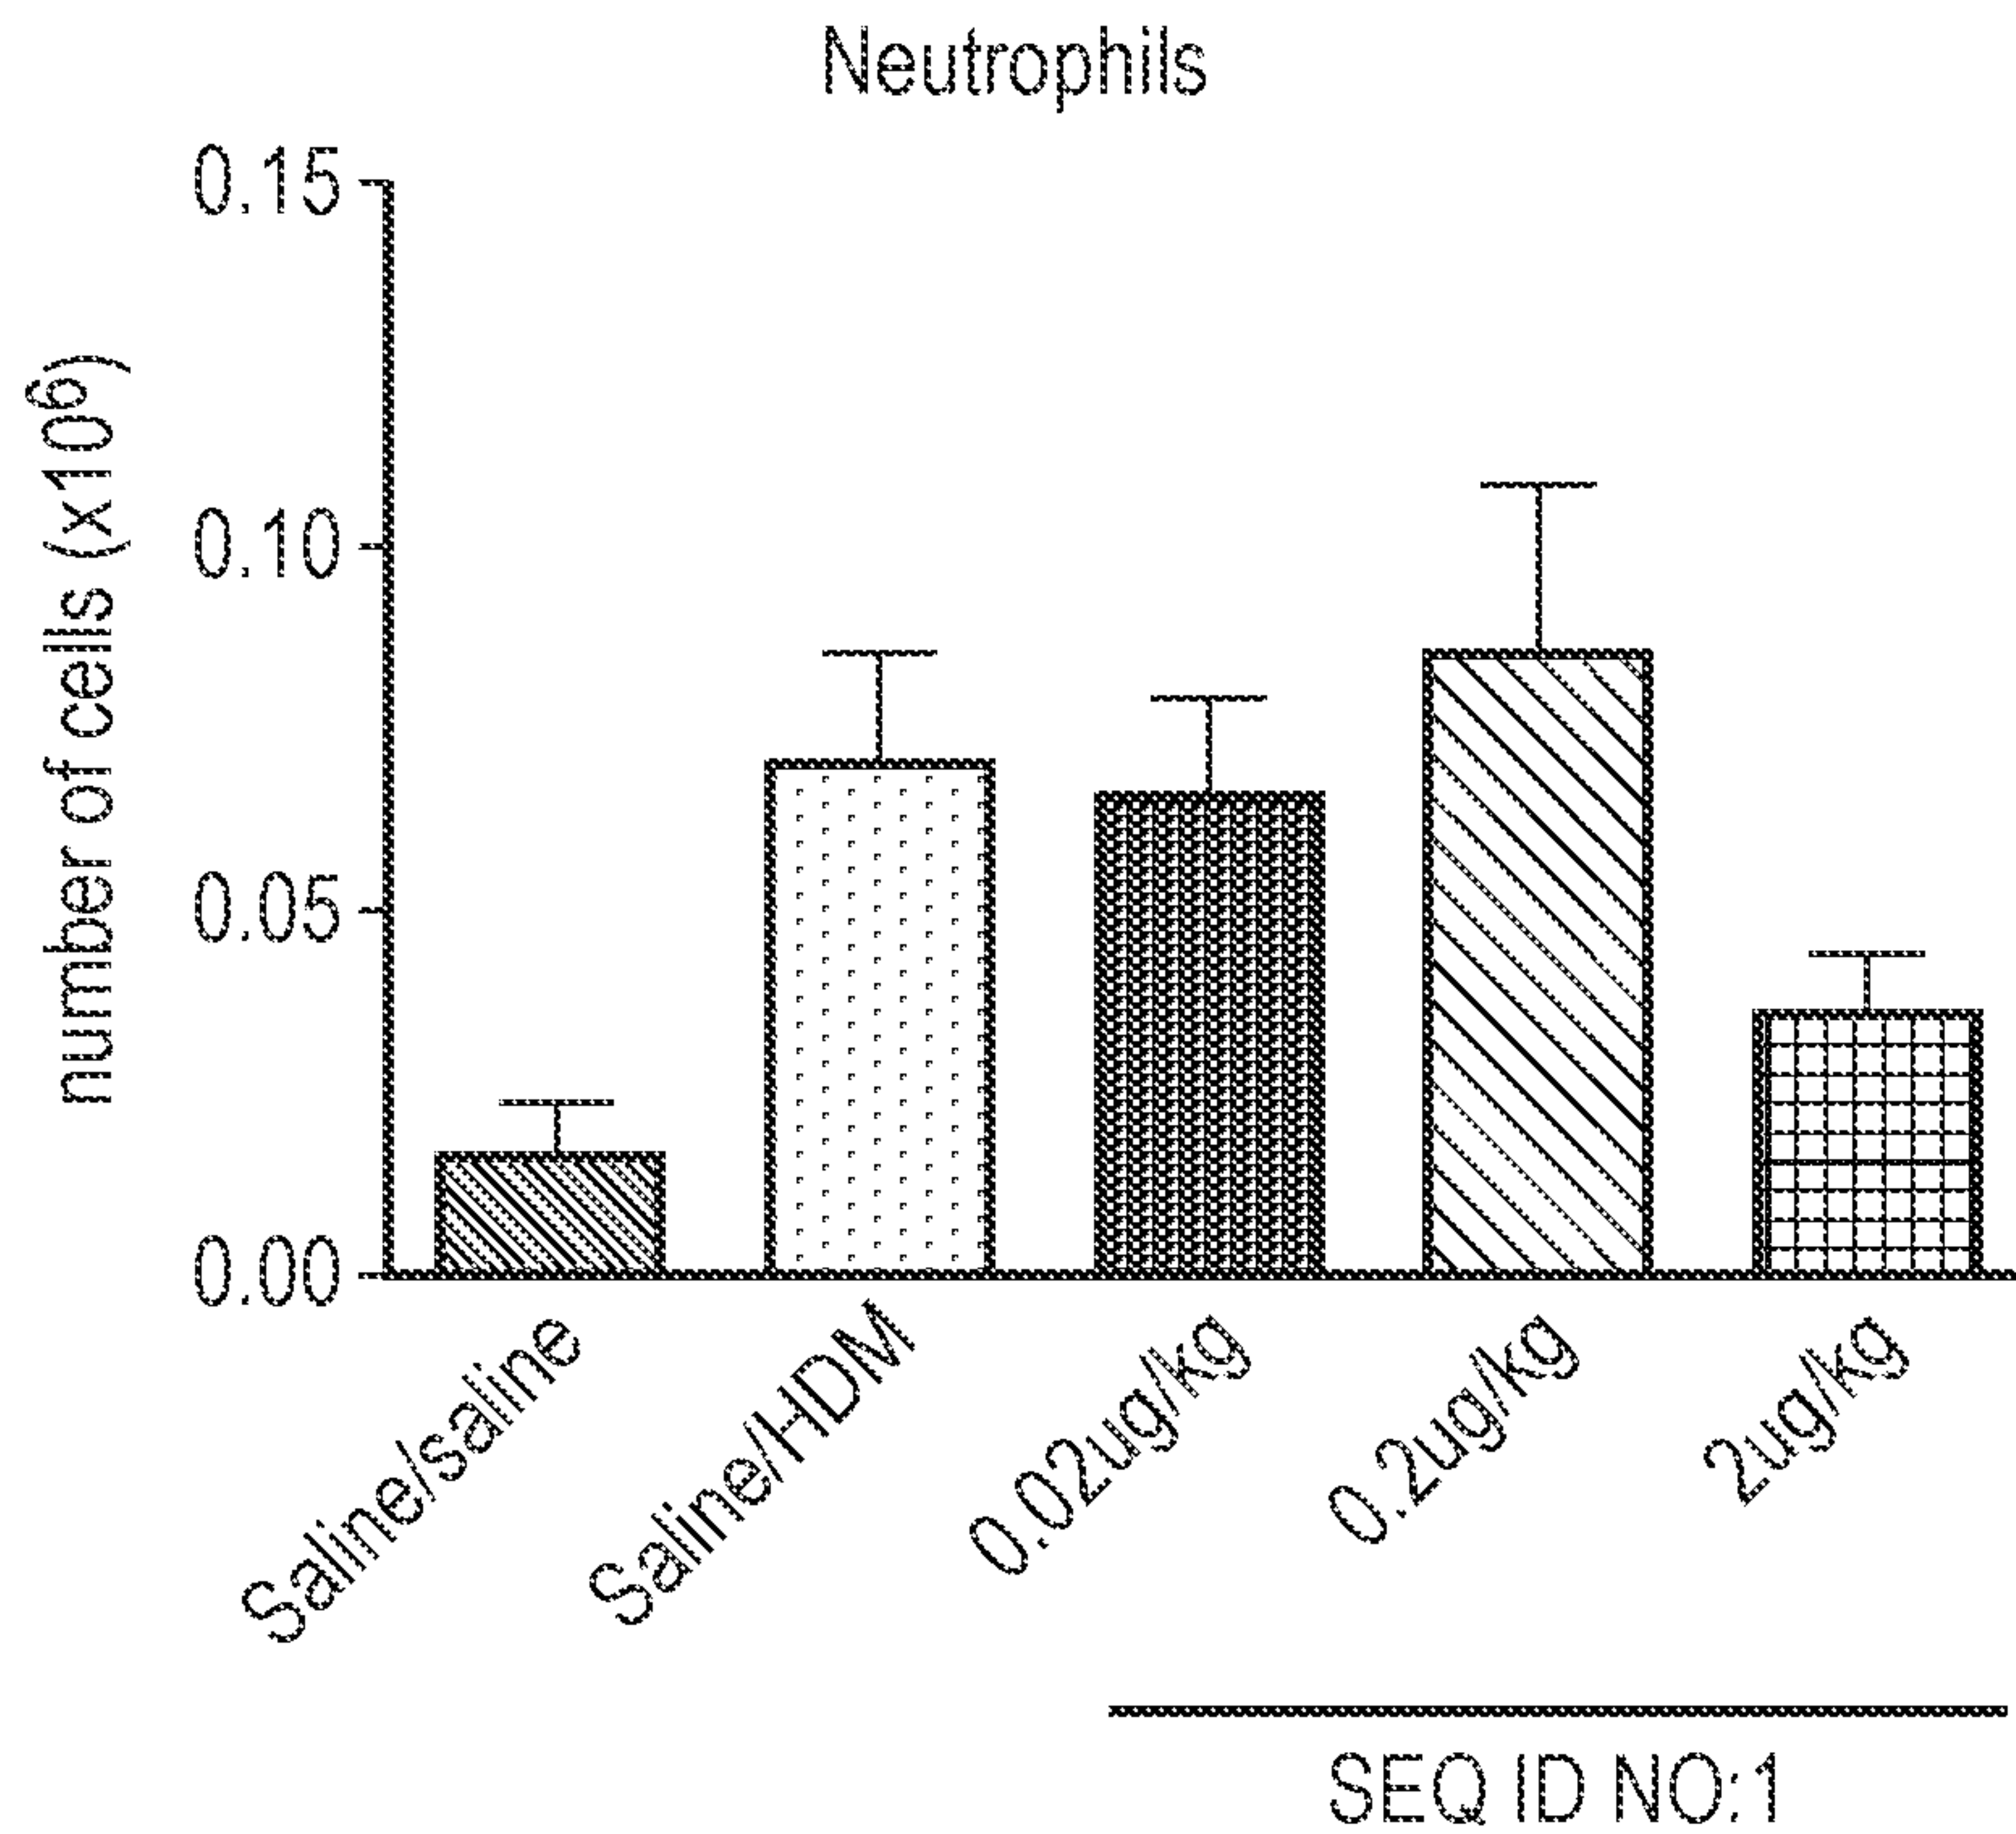 Neutrophils
number of cells (x10⁶)
0.15
0.10
0.05
0.00
Saline/saline
Saline/HDM
0.02ug/kg
0.2ug/kg
2ug/kg
SEQ ID NO:1